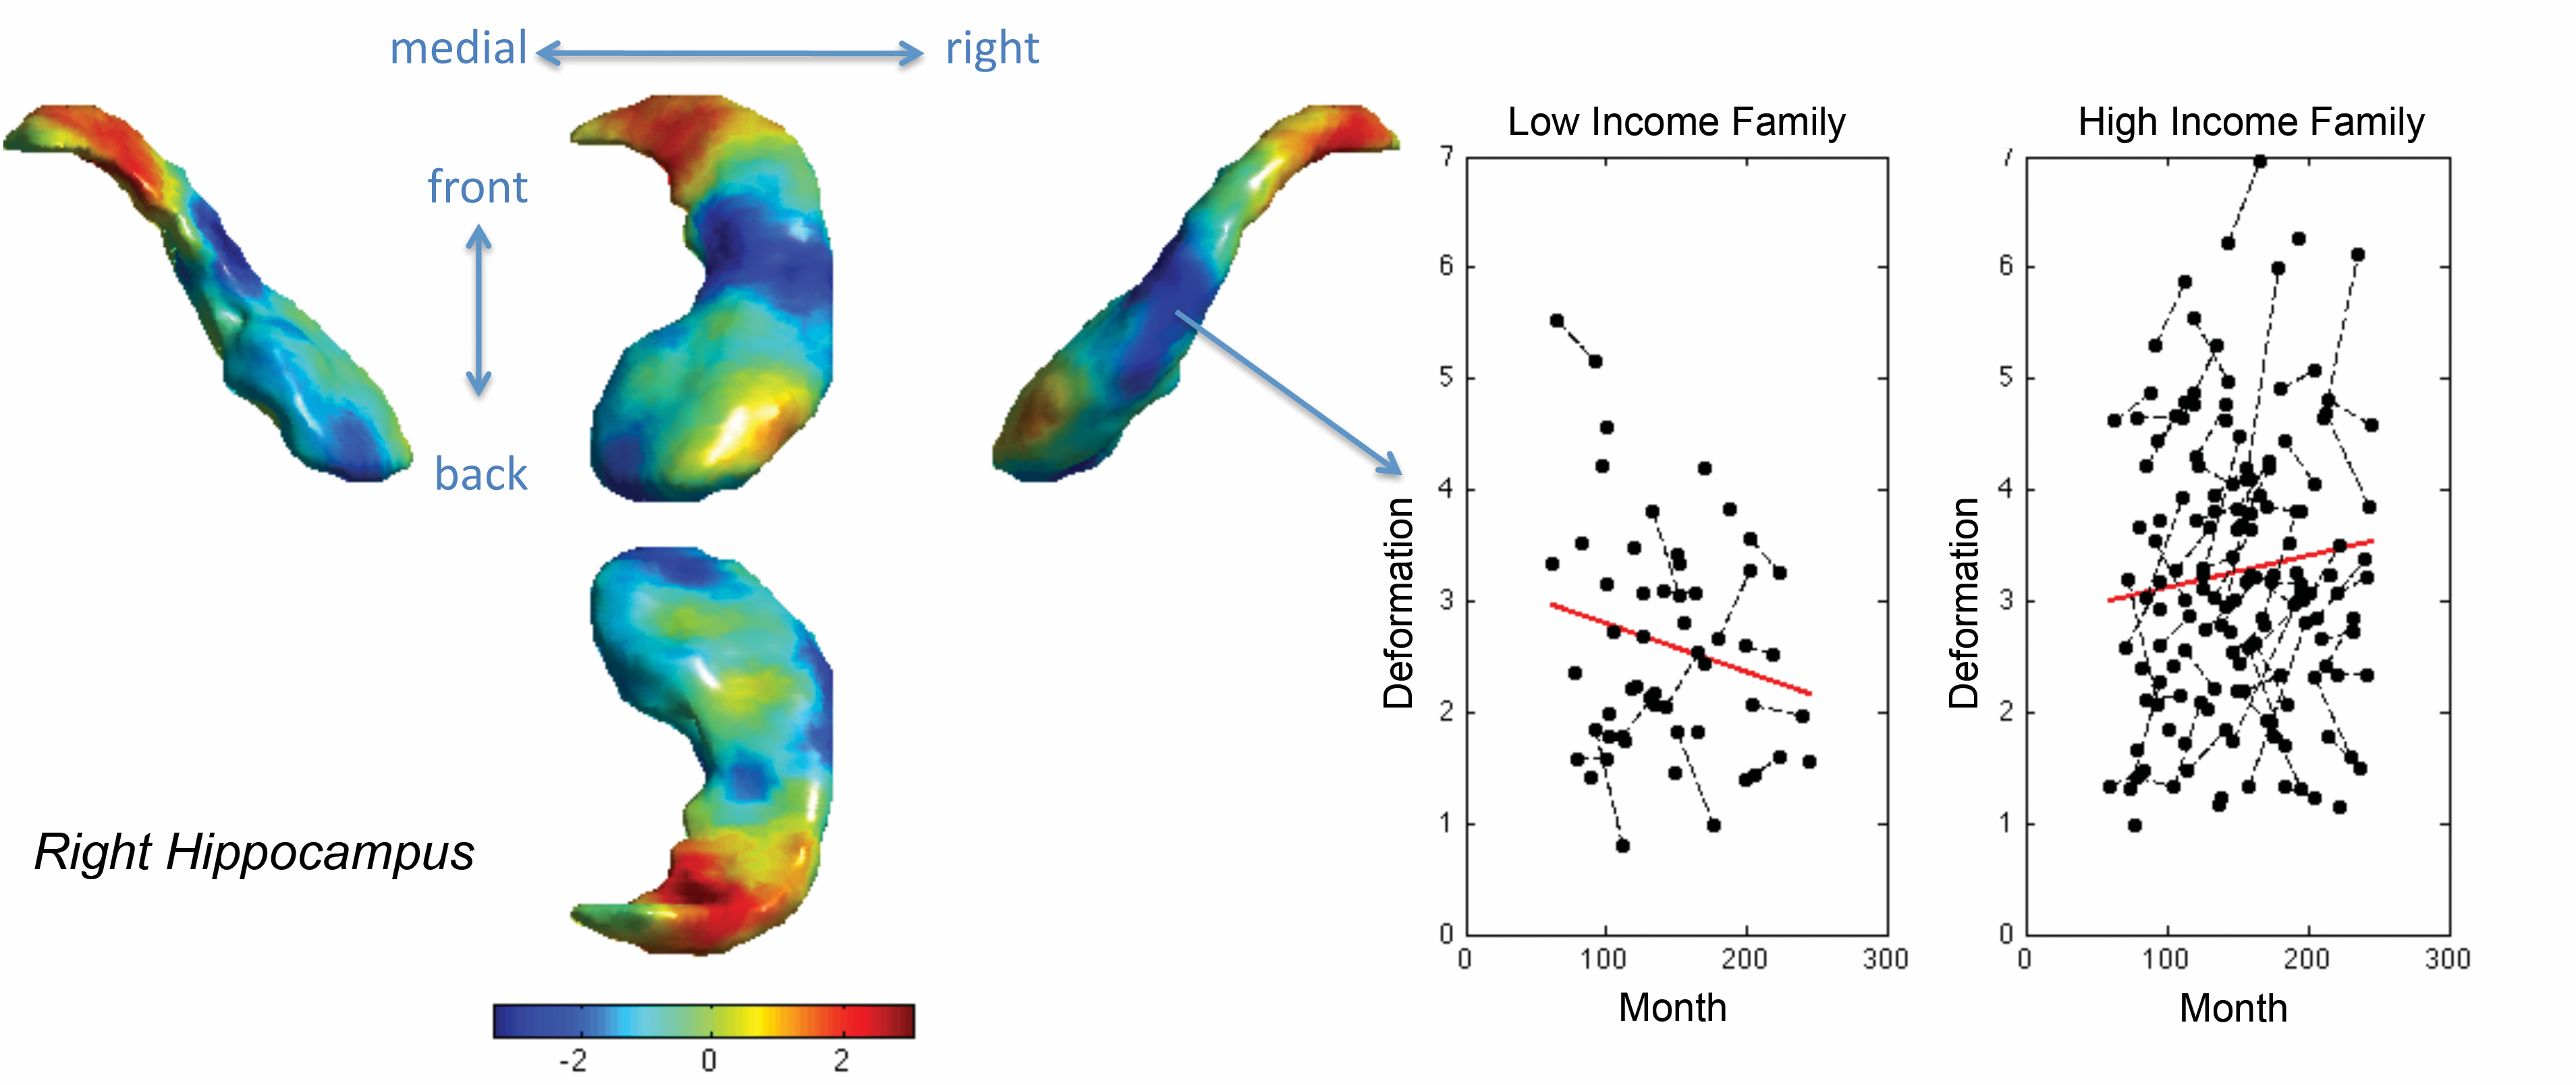 medial
right
front
back
Right Hippocampus
-2 0 2
Low Income Family
7
6
5
4
3
2
1
0
Deformation
0 100 200 300
Month
High Income Family
7
6
5
4
3
2
1
0
Deformation
0 100 200 300
Month